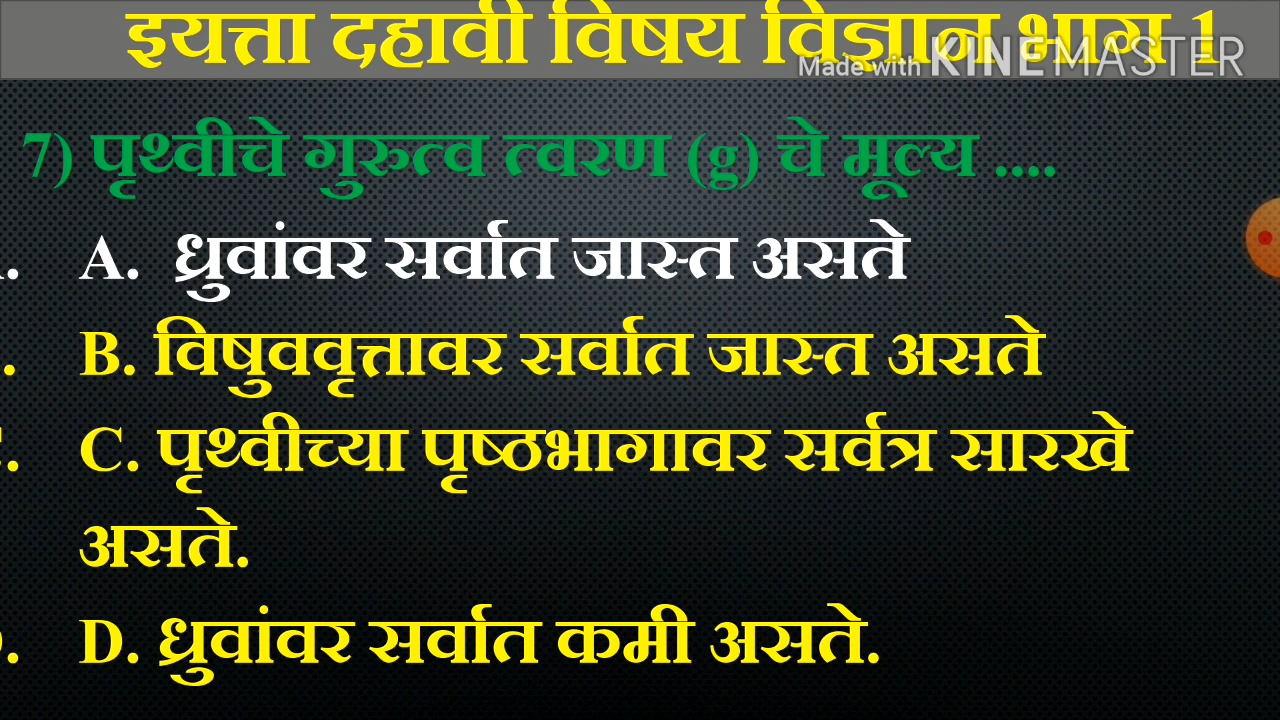 इयत्ता दहावी विषय विज्ञान भाग 1
Made with KINEMASTER
7) पृथ्वीचे गुरुत्व त्वरण (g) चे मूल्य ....
A. ध्रुवांवर सर्वात जास्त असते
B. विषुववृत्तावर सर्वात जास्त असते
C. पृथ्वीच्या पृष्ठभागावर सर्वत्र सारखे
असते.
D. ध्रुवांवर सर्वात कमी असते.